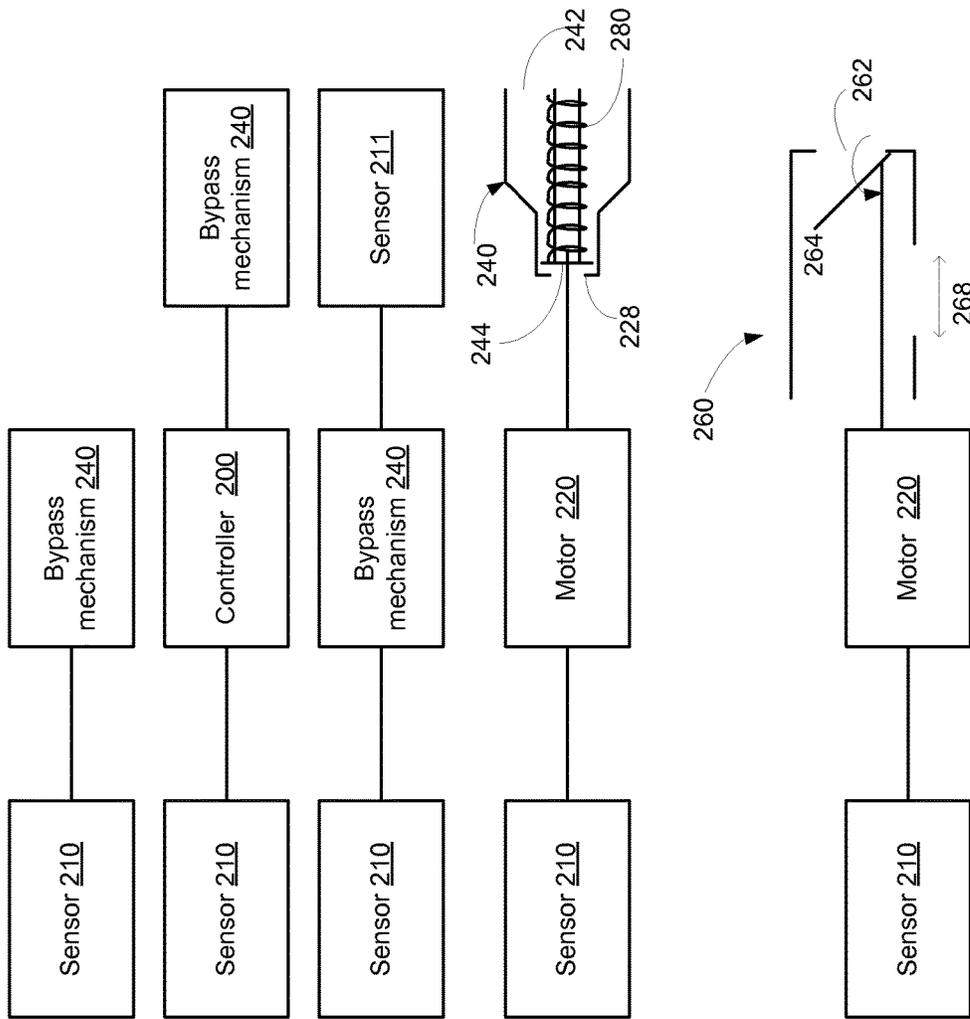 Sensor 210
Bypass
mechanism 240
Sensor 210
Controller 200
Bypass
mechanism 240
Sensor 210
Bypass
mechanism 240
Sensor 211
Sensor 210
Motor 220
240
242
244
228
280
Sensor 210
Motor 220
260
264
262
268